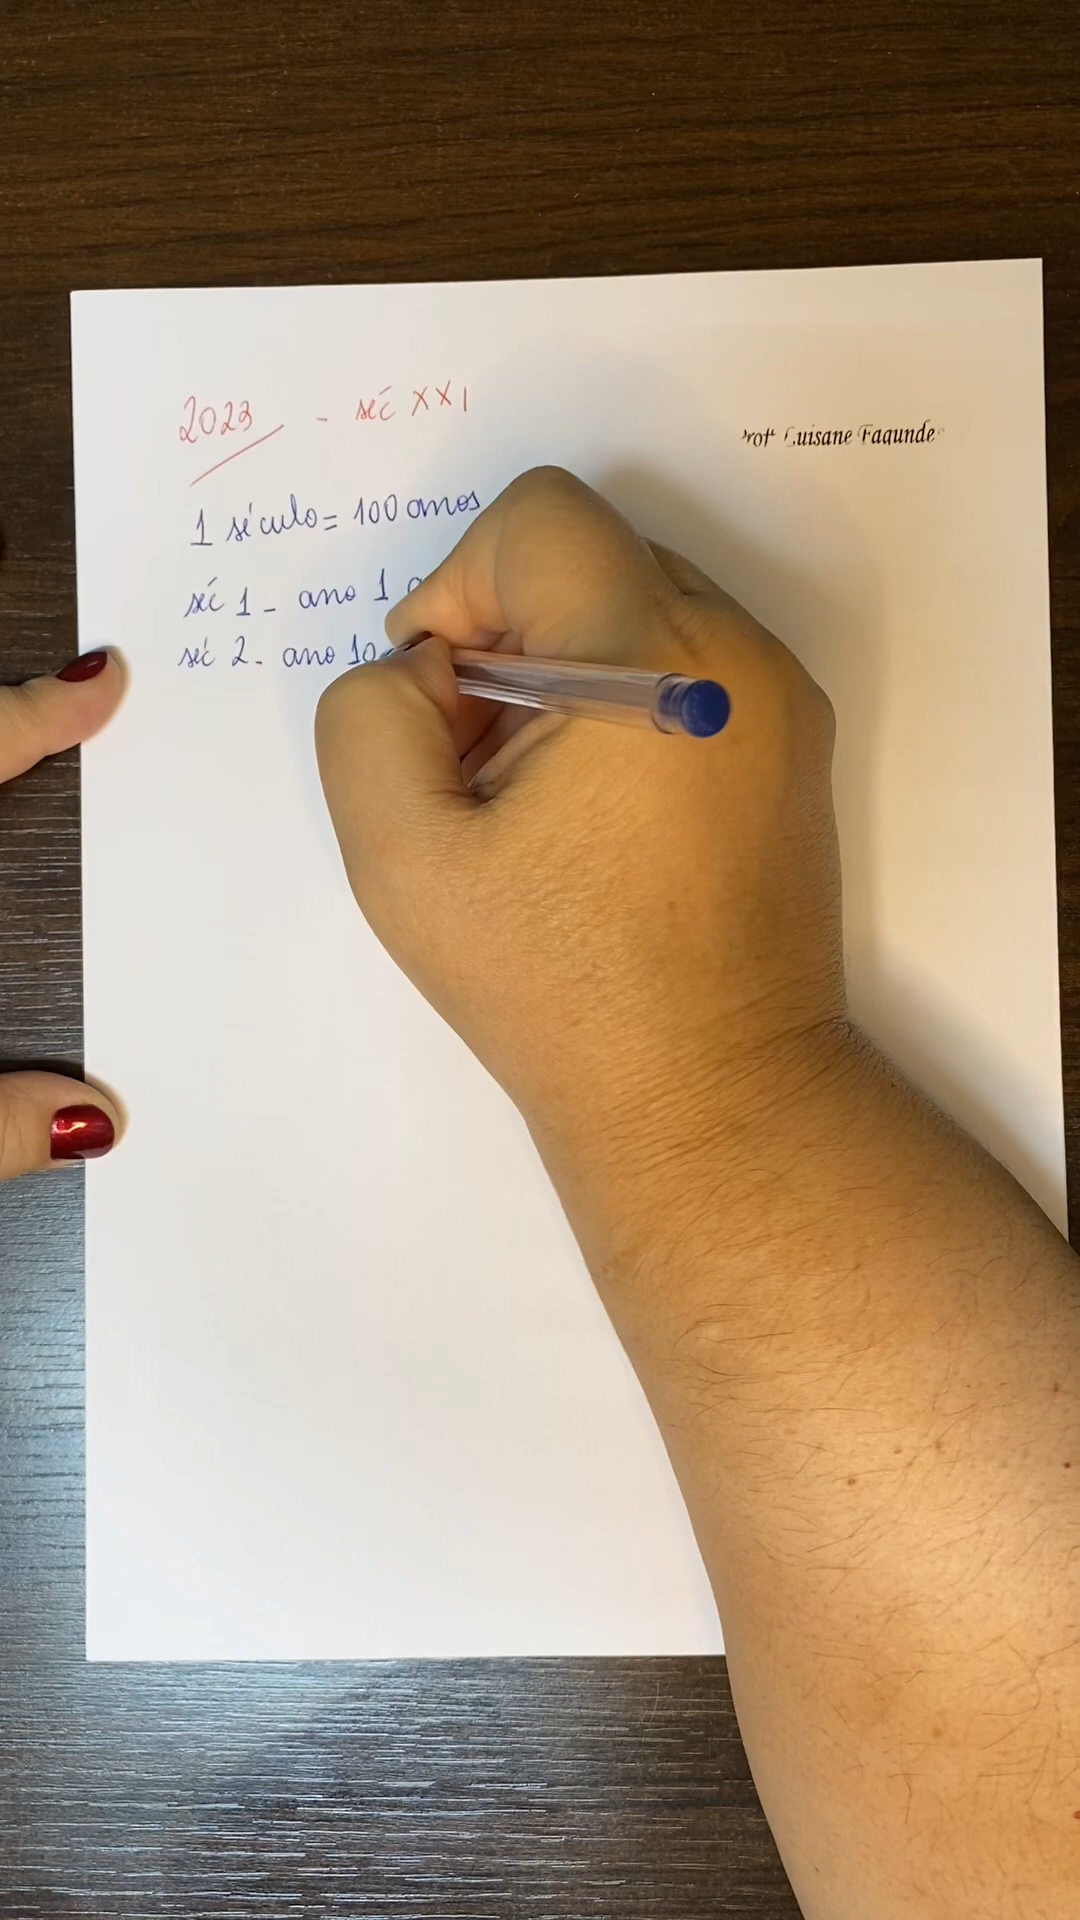 2023 - séc XXI
Profª Luisane Fagundes
1 século = 100 anos
séc 1 - ano 1 a
séc 2 - ano 10